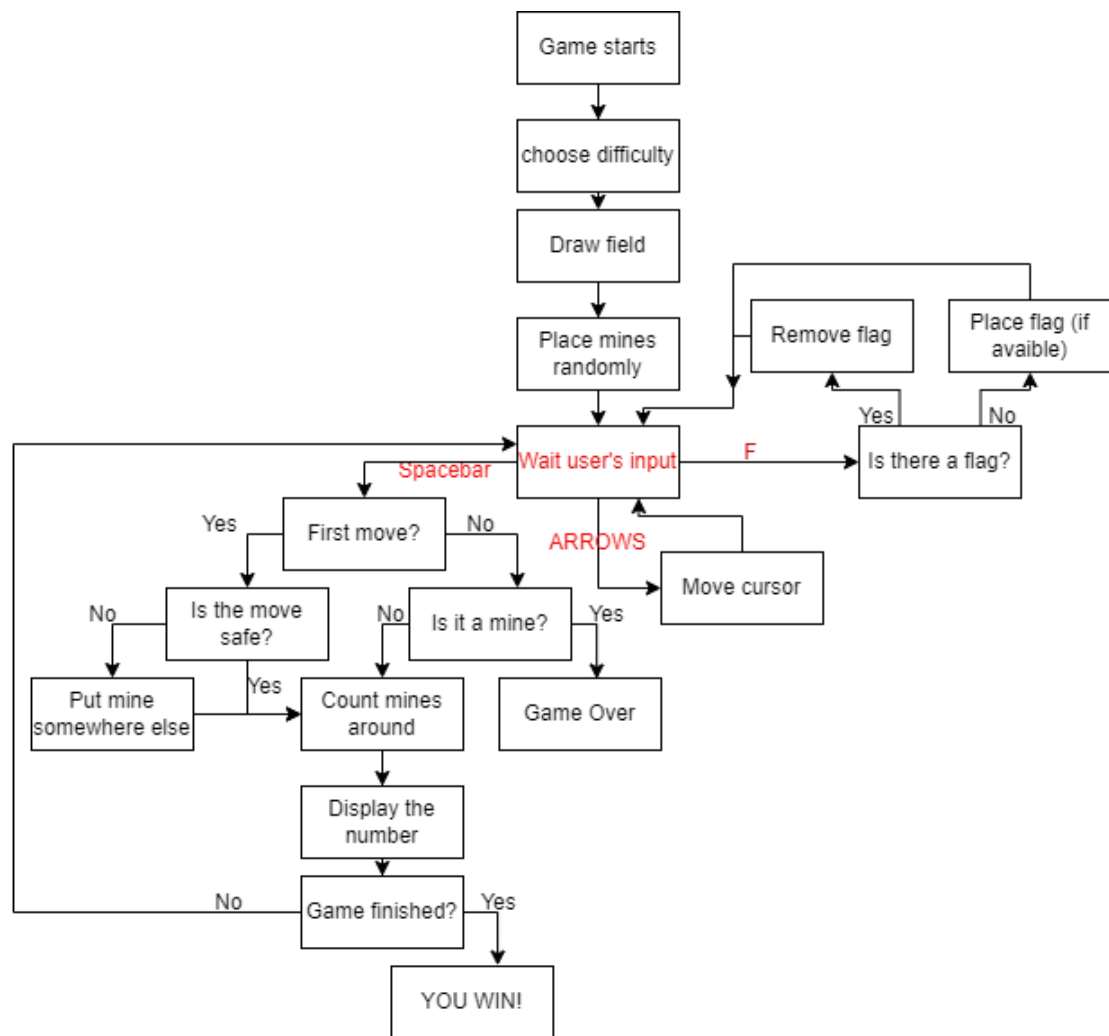 Game starts
choose difficulty
Draw field
Place mines
randomly
Remove flag
Place flag (if
avaible)
Yes
No
Wait user's input
F
Is there a flag?
Spacebar
First move?
Yes
No
ARROWS
Move cursor
Is the move
safe?
No
Yes
Is it a mine?
No
Yes
Put mine
somewhere else
Count mines
around
Game Over
Display the
number
Game finished?
No
Yes
YOU WIN!